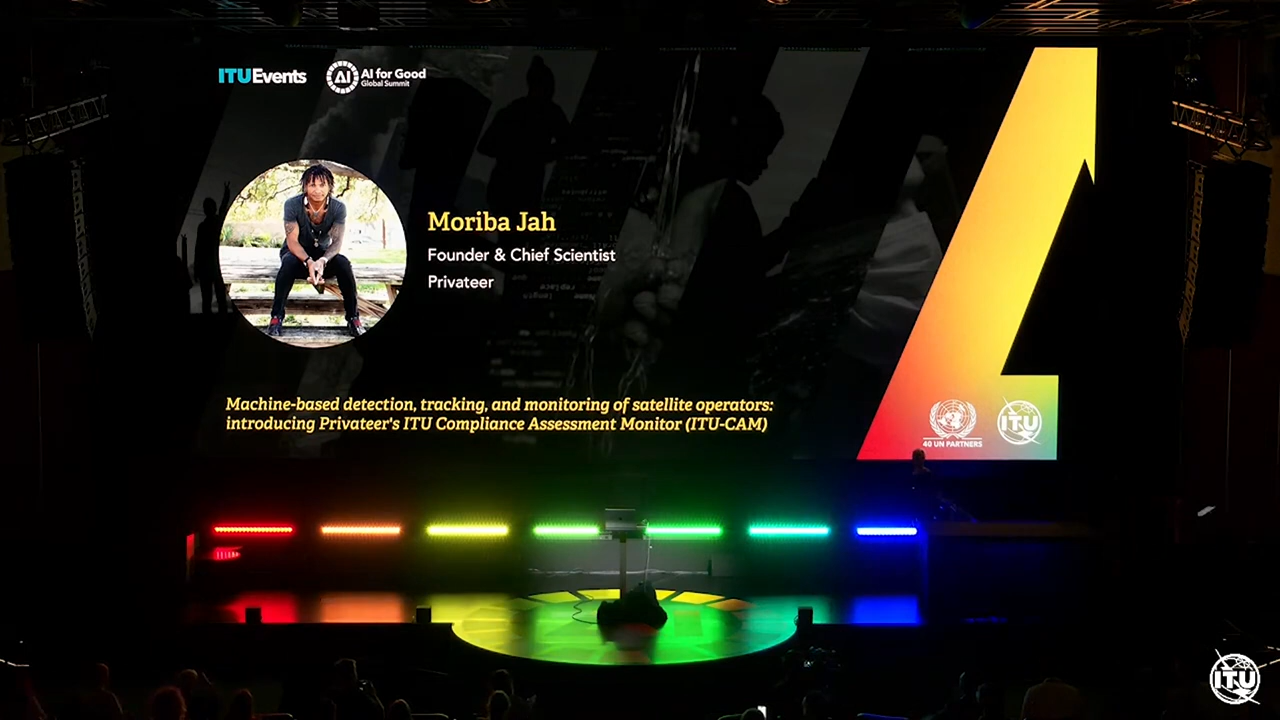 ITUEvents
AI
AI for Good
Global Summit
Moriba Jah
Founder & Chief Scientist
Privateer
Machine-based detection, tracking, and monitoring of satellite operators:
introducing Privateer's ITU Compliance Assessment Monitor (ITU-CAM)
40 UN PARTNERS
ITU
ITU